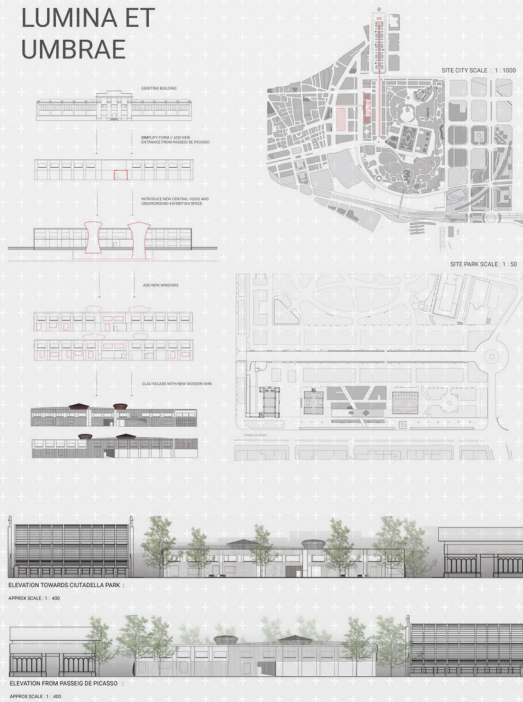 LUMINA ET
UMBRAE
EXISTING BUILDING
SIMPLIFY FORM // ADD NEW
ENTRANCE FROM PASSEIG DE PICASSO
INTRODUCE NEW CENTRAL VOIDS AND
UNDERGROUND EXHIBITION SPACE
ADD NEW WINDOWS
CLAD FACADE WITH NEW WOODEN SKIN
SITE CITY SCALE : 1 : 1000
SITE PARK SCALE : 1 : 50
ELEVATION TOWARDS CIUTADELLA PARK :
APPROX SCALE : 1 : 400
ELEVATION FROM PASSEIG DE PICASSO :
APPROX SCALE : 1 : 400